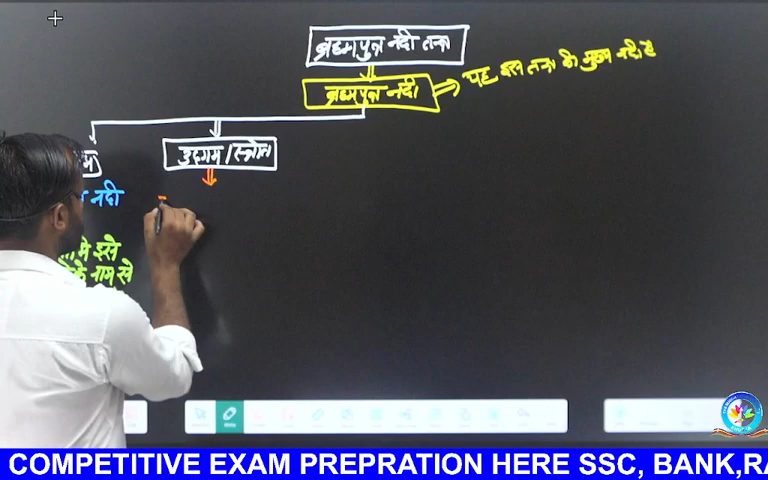 ब्रह्मपुत्र नदी तन्त्र
ब्रह्मपुत्र नदी
यह इस तन्त्र की मुख्य नदी है
उद्गम/स्त्रोत
नदी
में इसे
के नाम से
COMPETITIVE EXAM PREPRATION HERE SSC, BANK,RA